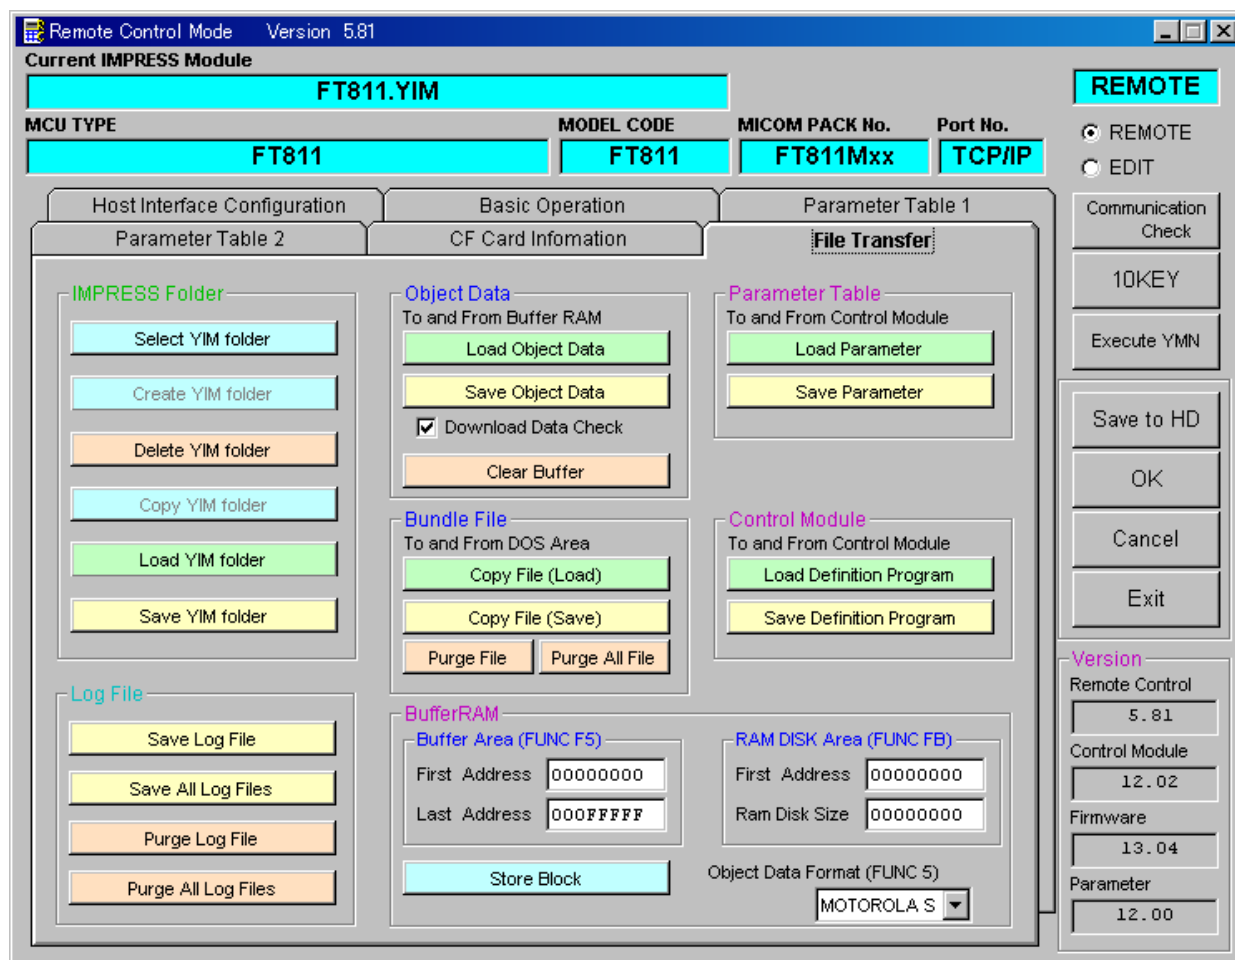 Remote Control Mode Version 5.81
Current IMPRESS Module
FT811.YIM
REMOTE
MCU TYPE
MODEL CODE
MICOM PACK No.
Port No.
FT811
FT811
FT811Mxx
TCP/IP
REMOTE
EDIT
Host Interface Configuration
Basic Operation
Parameter Table 1
Parameter Table 2
CF Card Infomation
File Transfer
Communication
Check
10KEY
Execute YMN
Save to HD
OK
Cancel
Exit
IMPRESS Folder
Select YIM folder
Create YIM folder
Delete YIM folder
Copy YIM folder
Load YIM folder
Save YIM folder
Log File
Save Log File
Save All Log Files
Purge Log File
Purge All Log Files
Object Data
To and From Buffer RAM
Load Object Data
Save Object Data
Download Data Check
Clear Buffer
Bundle File
To and From DOS Area
Copy File (Load)
Copy File (Save)
Purge File
Purge All File
Parameter Table
To and From Control Module
Load Parameter
Save Parameter
Control Module
To and From Control Module
Load Definition Program
Save Definition Program
BufferRAM
Buffer Area (FUNC F5)
First Address 00000000
Last Address 000FFFFF
RAM DISK Area (FUNC FB)
First Address 00000000
Ram Disk Size 00000000
Store Block
Object Data Format (FUNC 5)
MOTOROLA S
Version
Remote Control
5.81
Control Module
12.02
Firmware
13.04
Parameter
12.00